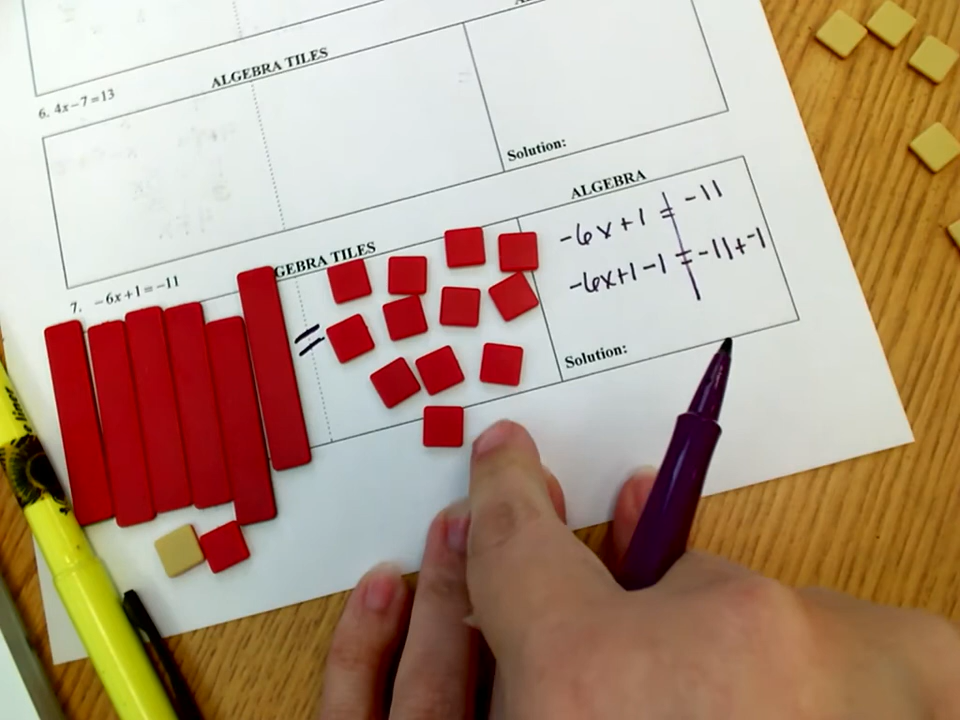 ALGEBRA TILES
6. 4x-7=13
Solution:
GEBRA TILES
ALGEBRA
7. -6x+1=-11
=
-6x+1 = -11
-6x+1-1 = -11+-1
Solution: